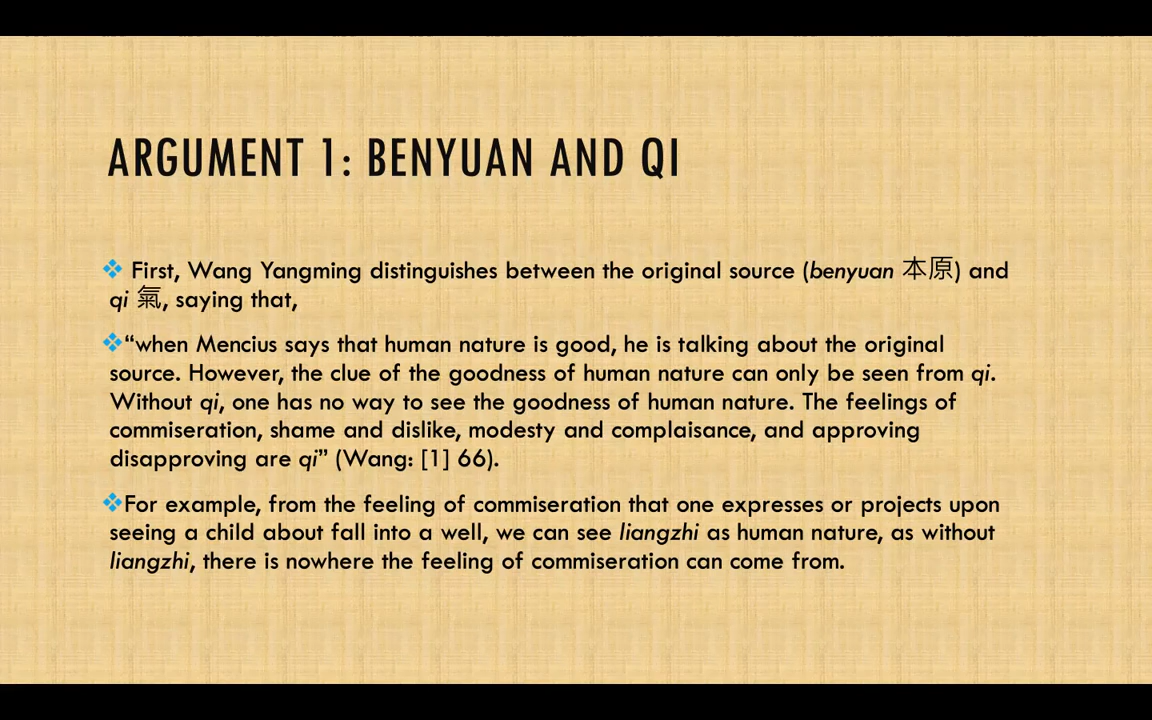 ARGUMENT 1: BENYUAN AND QI
❖ First, Wang Yangming distinguishes between the original source (benyuan 本原) and
qi 氣, saying that,
❖“when Mencius says that human nature is good, he is talking about the original
source. However, the clue of the goodness of human nature can only be seen from qi.
Without qi, one has no way to see the goodness of human nature. The feelings of
commiseration, shame and dislike, modesty and complaisance, and approving
disapproving are qi” (Wang: [1] 66).
❖For example, from the feeling of commiseration that one expresses or projects upon
seeing a child about fall into a well, we can see liangzhi as human nature, as without
liangzhi, there is nowhere the feeling of commiseration can come from.